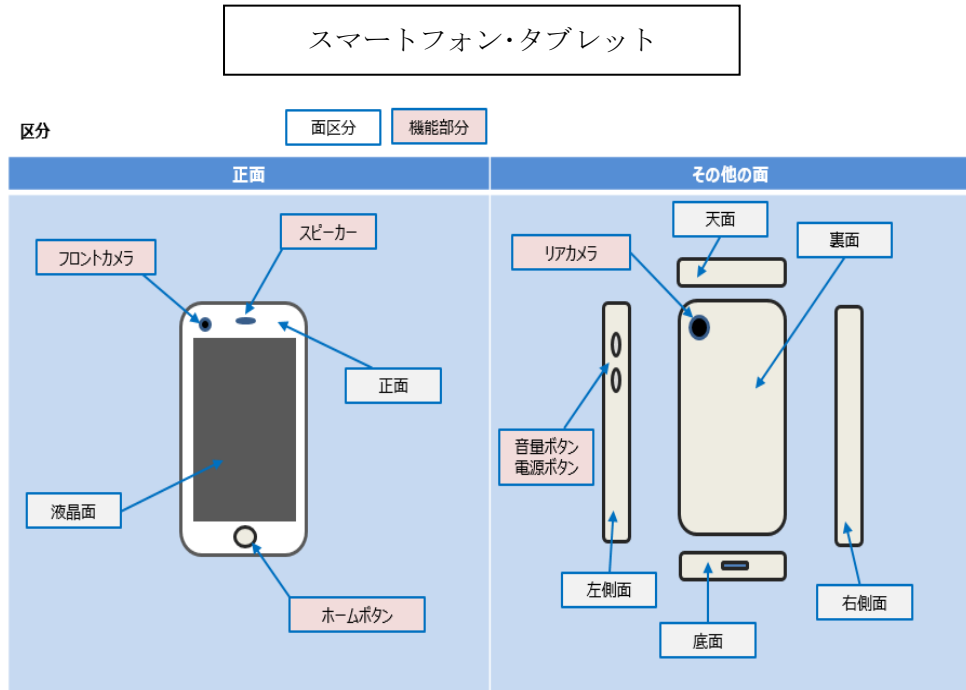 スマートフォン・タブレット
区分
面区分
機能部分
正面
その他の面
スピーカー
フロントカメラ
正面
液晶面
ホームボタン
天面
リアカメラ
裏面
音量ボタン
電源ボタン
左側面
底面
右側面